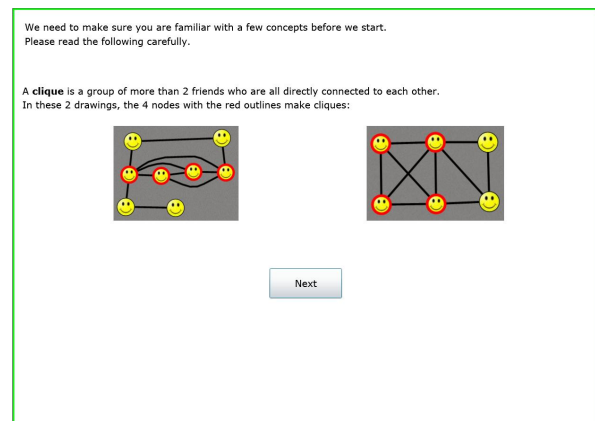 We need to make sure you are familiar with a few concepts before we start.
Please read the following carefully.
A clique is a group of more than 2 friends who are all directly connected to each other.
In these 2 drawings, the 4 nodes with the red outlines make cliques:
Next